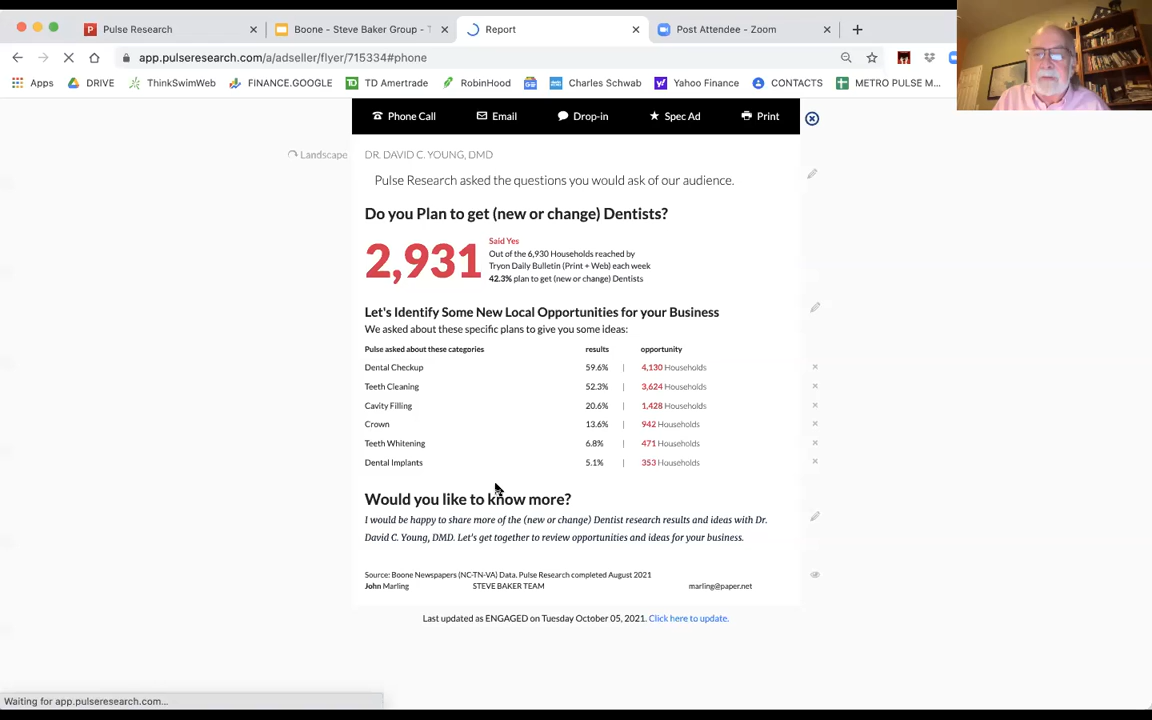 Pulse Research
Boone - Steve Baker Group - T
Report
Post Attendee - Zoom
app.pulseresearch.com/a/adseller/flyer/715334#phone
Apps
DRIVE
ThinkSwimWeb
FINANCE.GOOGLE
TD Amertrade
RobinHood
Charles Schwab
Yahoo Finance
CONTACTS
METRO PULSE M...
Phone Call
Email
Drop-in
Spec Ad
Print
Landscape
DR. DAVID C. YOUNG, DMD
Pulse Research asked the questions you would ask of our audience.
Do you Plan to get (new or change) Dentists?
2,931
Said Yes
Out of the 6,930 Households reached by
Tryon Daily Bulletin (Print + Web) each week
42.3% plan to get (new or change) Dentists
Let's Identify Some New Local Opportunities for your Business
We asked about these specific plans to give you some ideas:
Pulse asked about these categories results opportunity
Dental Checkup 59.6% | 4,130 Households
Teeth Cleaning 52.3% | 3,624 Households
Cavity Filling 20.6% | 1,428 Households
Crown 13.6% | 942 Households
Teeth Whitening 6.8% | 471 Households
Dental Implants 5.1% | 353 Households
Would you like to know more?
I would be happy to share more of the (new or change) Dentist research results and ideas with Dr.
David C. Young, DMD. Let's get together to review opportunities and ideas for your business.
Source: Boone Newspapers (NC-TN-VA) Data. Pulse Research completed August 2021
John Marling STEVE BAKER TEAM marling@paper.net
Last updated as ENGAGED on Tuesday October 05, 2021. Click here to update.
Waiting for app.pulseresearch.com...